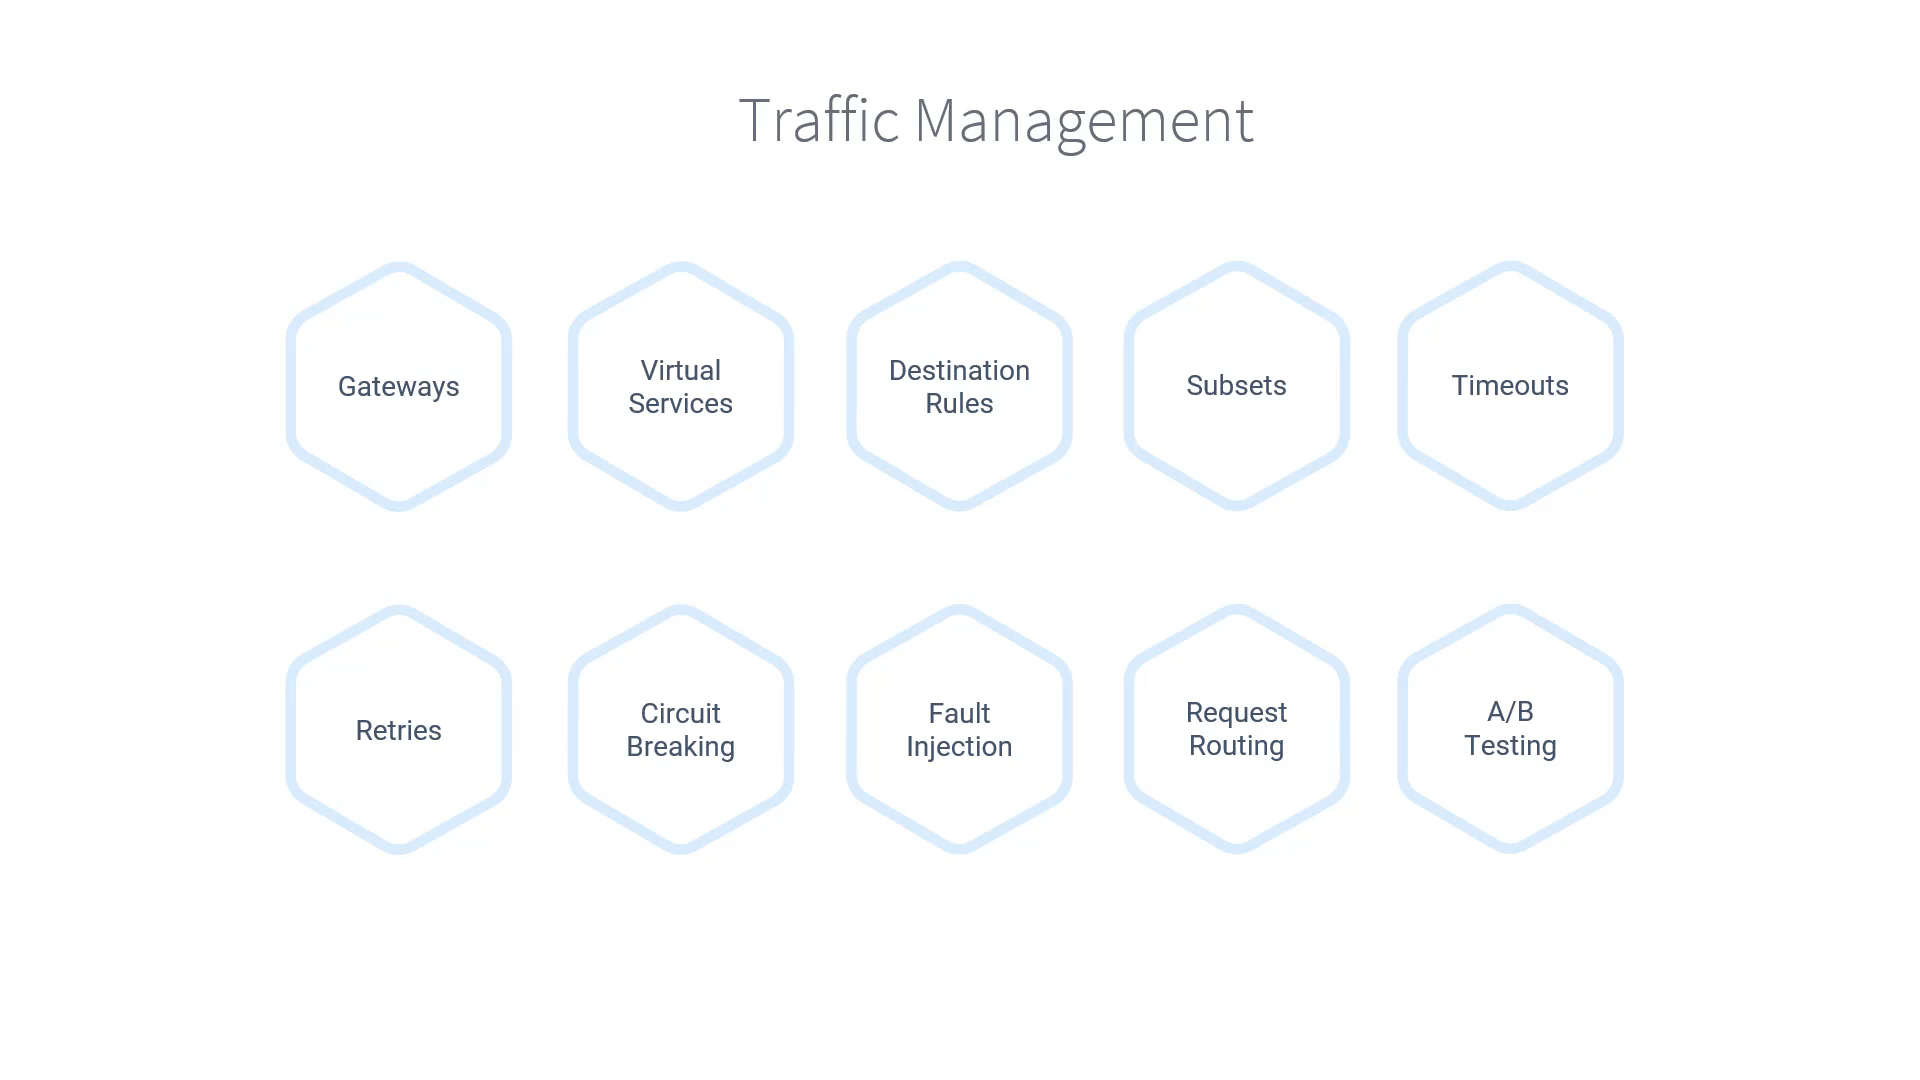 Traffic Management
Gateways
Virtual
Services
Destination
Rules
Subsets
Timeouts
Retries
Circuit
Breaking
Fault
Injection
Request
Routing
A/B
Testing